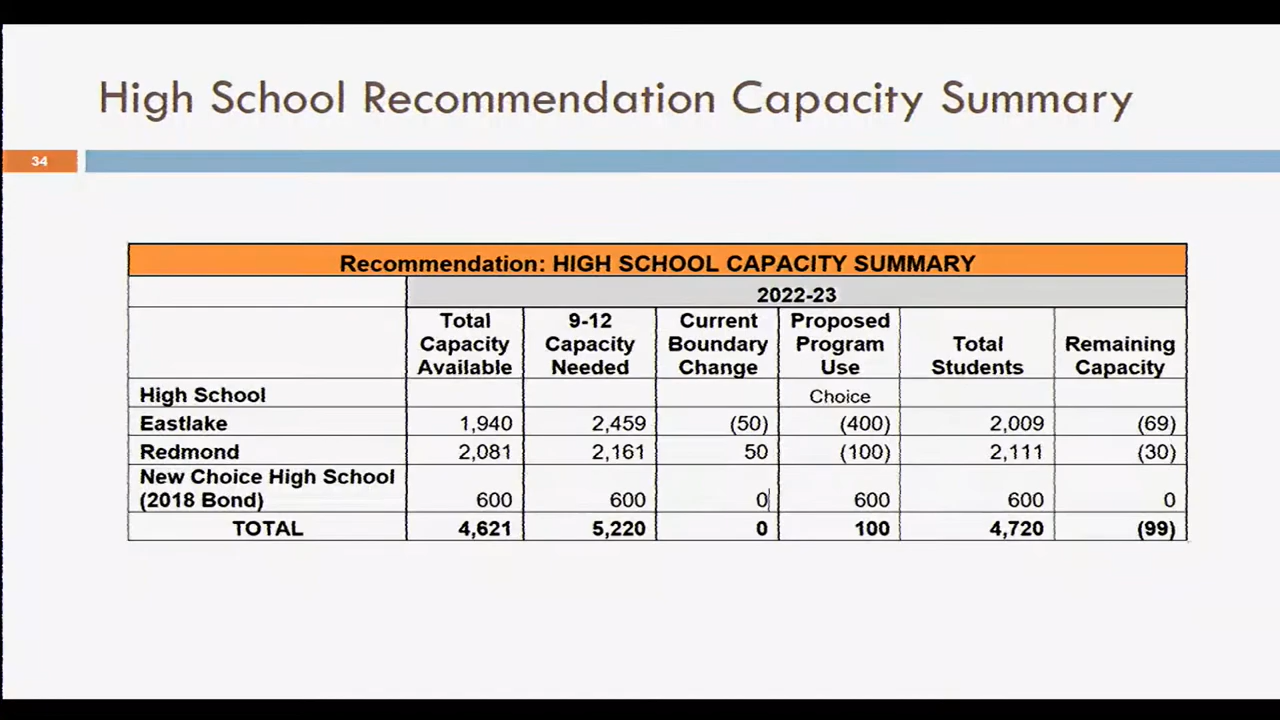 High School Recommendation Capacity Summary
34
Recommendation: HIGH SCHOOL CAPACITY SUMMARY
2022-23
Total Capacity Available 9-12 Capacity Needed Current Boundary Change Proposed Program Use Total Students Remaining Capacity
High School Choice
Eastlake 1,940 2,459 (50) (400) 2,009 (69)
Redmond 2,081 2,161 50 (100) 2,111 (30)
New Choice High School
(2018 Bond) 600 600 0 600 600 0
TOTAL 4,621 5,220 0 100 4,720 (99)